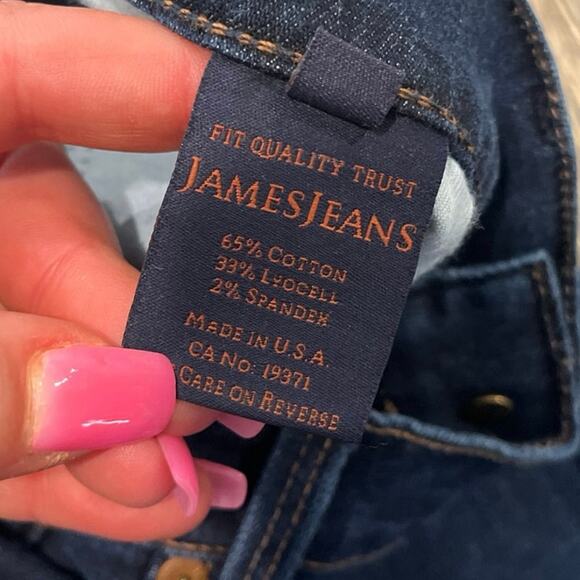 FIT QUALITY TRUST
JAMESJEANS
65% COTTON
33% LYOCELL
2% SPANDEX
MADE IN U.S.A.
CA NO: 19371
CARE ON REVERSE